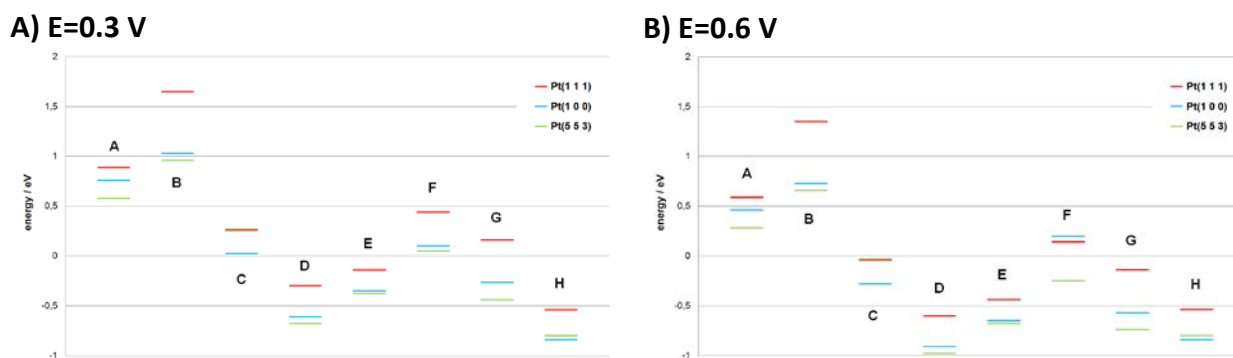 A) E=0.3 V
2
1,5
1
0,5
0
-0,5
-1
energy / eV
Pt(1 1 1)
Pt(1 0 0)
Pt(5 5 3)
A
B
C
D
E
F
G
H
B) E=0.6 V
2
1,5
1
0,5
0
-0,5
-1
energy / eV
Pt(1 1 1)
Pt(1 0 0)
Pt(5 5 3)
A
B
C
D
E
F
G
H